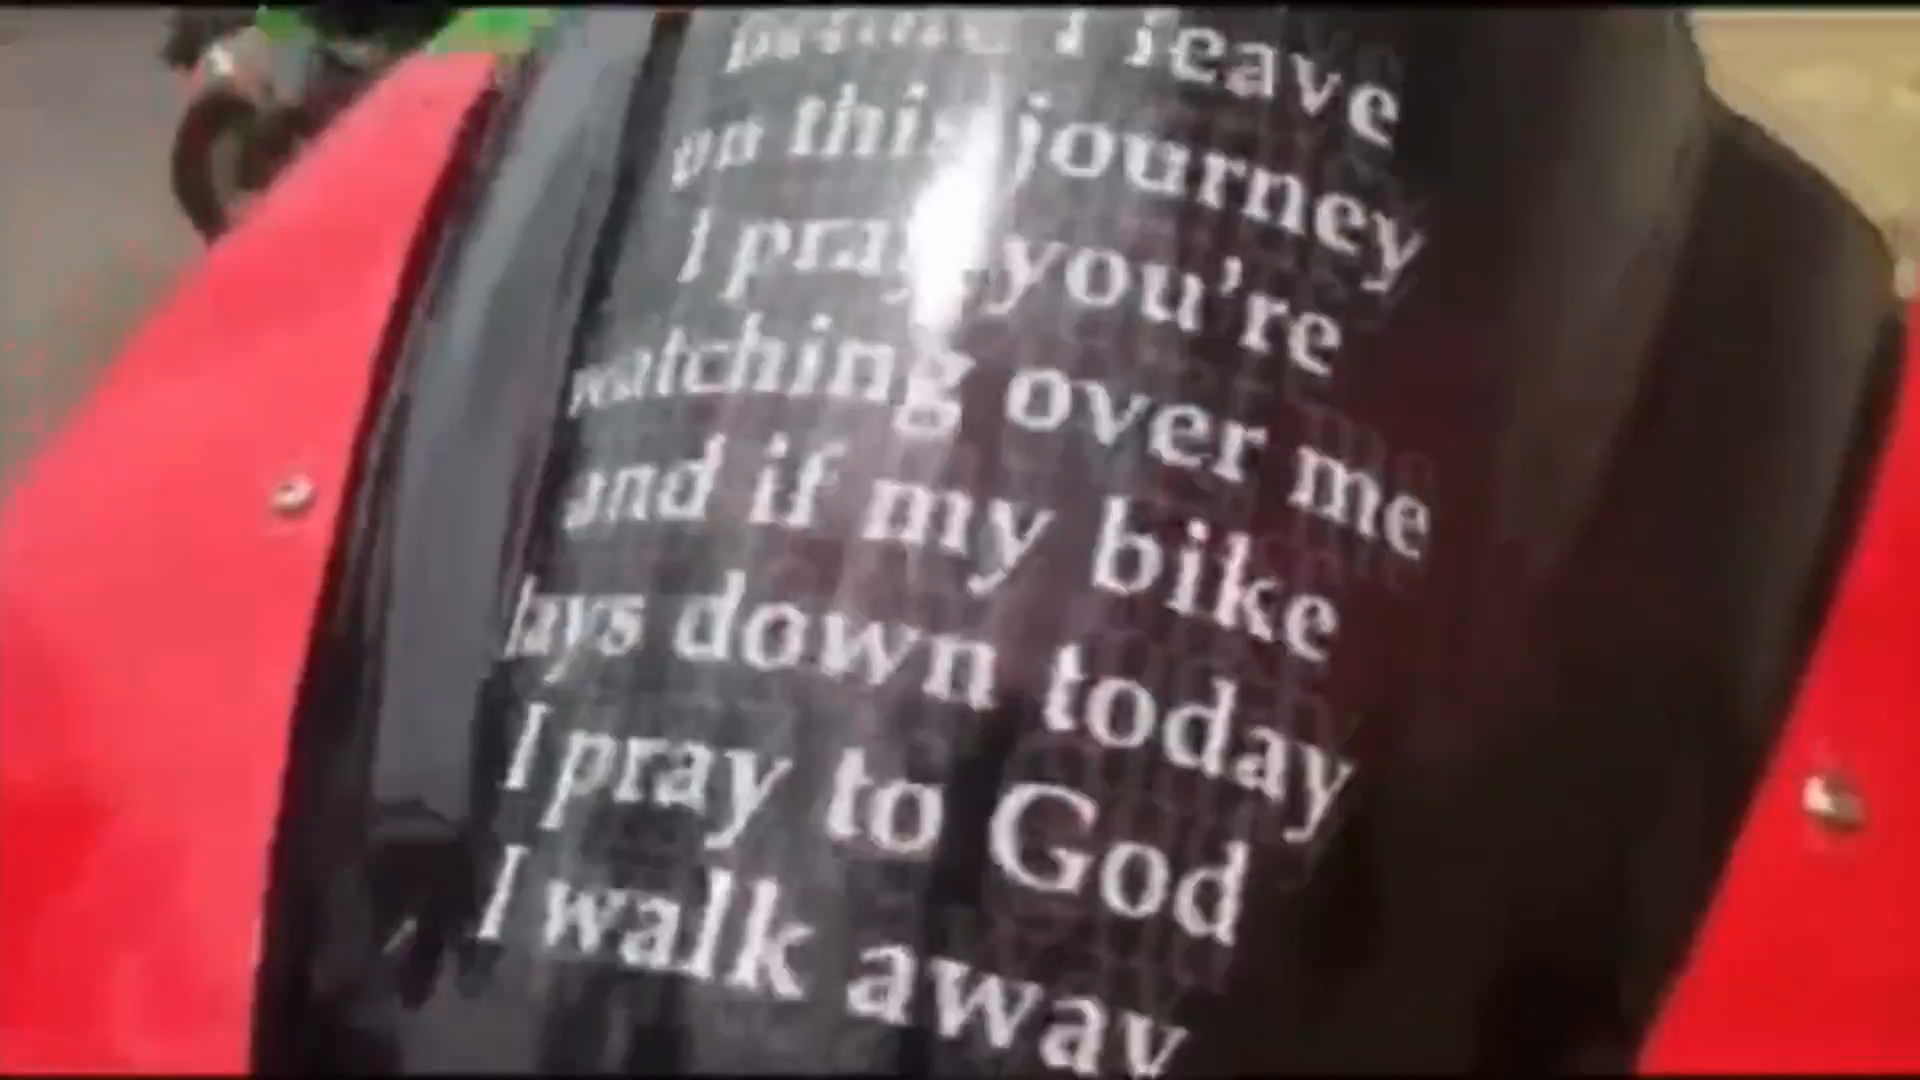 I leave
on this journey
I pray you're
watching over me
and if my bike
lays down today
I pray to God
I walk away